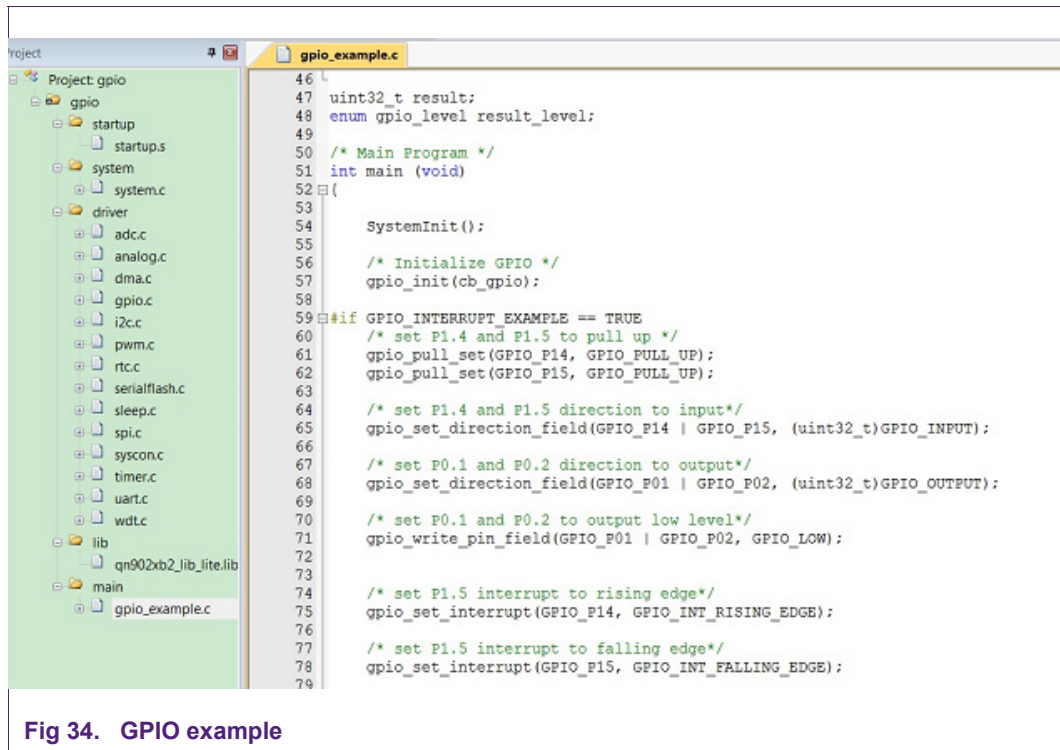 Project
gpio_example.c
Project: gpio
gpio
startup
startup.s
system
system.c
driver
adc.c
analog.c
dma.c
gpio.c
i2c.c
pwm.c
rtc.c
serialflash.c
sleep.c
spi.c
syscon.c
timer.c
uart.c
wdt.c
lib
qn902xb2_lib_lite.lib
main
gpio_example.c
46
47 uint32_t result;
48 enum gpio_level result_level;
49
50 /* Main Program */
51 int main (void)
52 {
53
54 SystemInit();
55
56 /* Initialize GPIO */
57 gpio_init(cb_gpio);
58
59 #if GPIO_INTERRUPT_EXAMPLE == TRUE
60 /* set P1.4 and P1.5 to pull up */
61 gpio_pull_set(GPIO_P14, GPIO_PULL_UP);
62 gpio_pull_set(GPIO_P15, GPIO_PULL_UP);
63
64 /* set P1.4 and P1.5 direction to input*/
65 gpio_set_direction_field(GPIO_P14 | GPIO_P15, (uint32_t)GPIO_INPUT);
66
67 /* set P0.1 and P0.2 direction to output*/
68 gpio_set_direction_field(GPIO_P01 | GPIO_P02, (uint32_t)GPIO_OUTPUT);
69
70 /* set P0.1 and P0.2 to output low level*/
71 gpio_write_pin_field(GPIO_P01 | GPIO_P02, GPIO_LOW);
72
73
74 /* set P1.5 interrupt to rising edge*/
75 gpio_set_interrupt(GPIO_P14, GPIO_INT_RISING_EDGE);
76
77 /* set P1.5 interrupt to falling edge*/
78 gpio_set_interrupt(GPIO_P15, GPIO_INT_FALLING_EDGE);
79
Fig 34. GPIO example